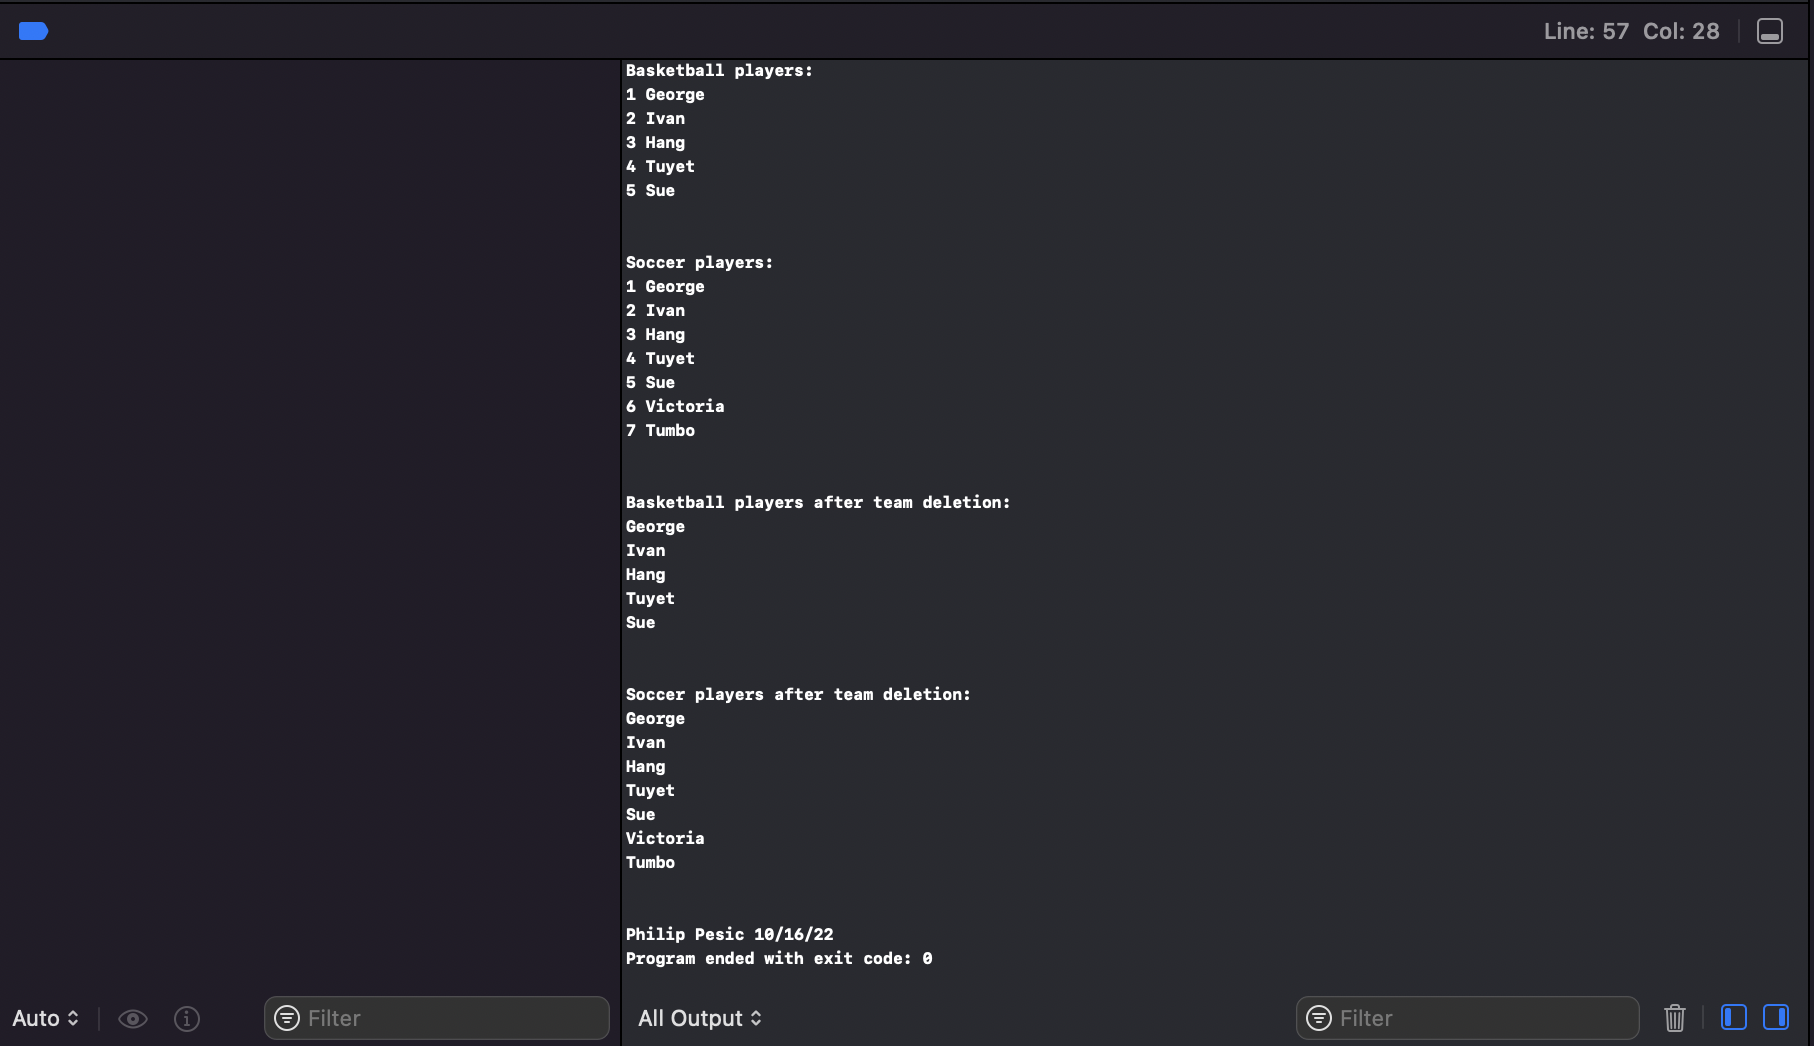 Line: 57 Col: 28
Basketball players:
1 George
2 Ivan
3 Hang
4 Tuyet
5 Sue
Soccer players:
1 George
2 Ivan
3 Hang
4 Tuyet
5 Sue
6 Victoria
7 Tumbo
Basketball players after team deletion:
George
Ivan
Hang
Tuyet
Sue
Soccer players after team deletion:
George
Ivan
Hang
Tuyet
Sue
Victoria
Tumbo
Philip Pesic 10/16/22
Program ended with exit code: 0
Auto Filter All Output Filter